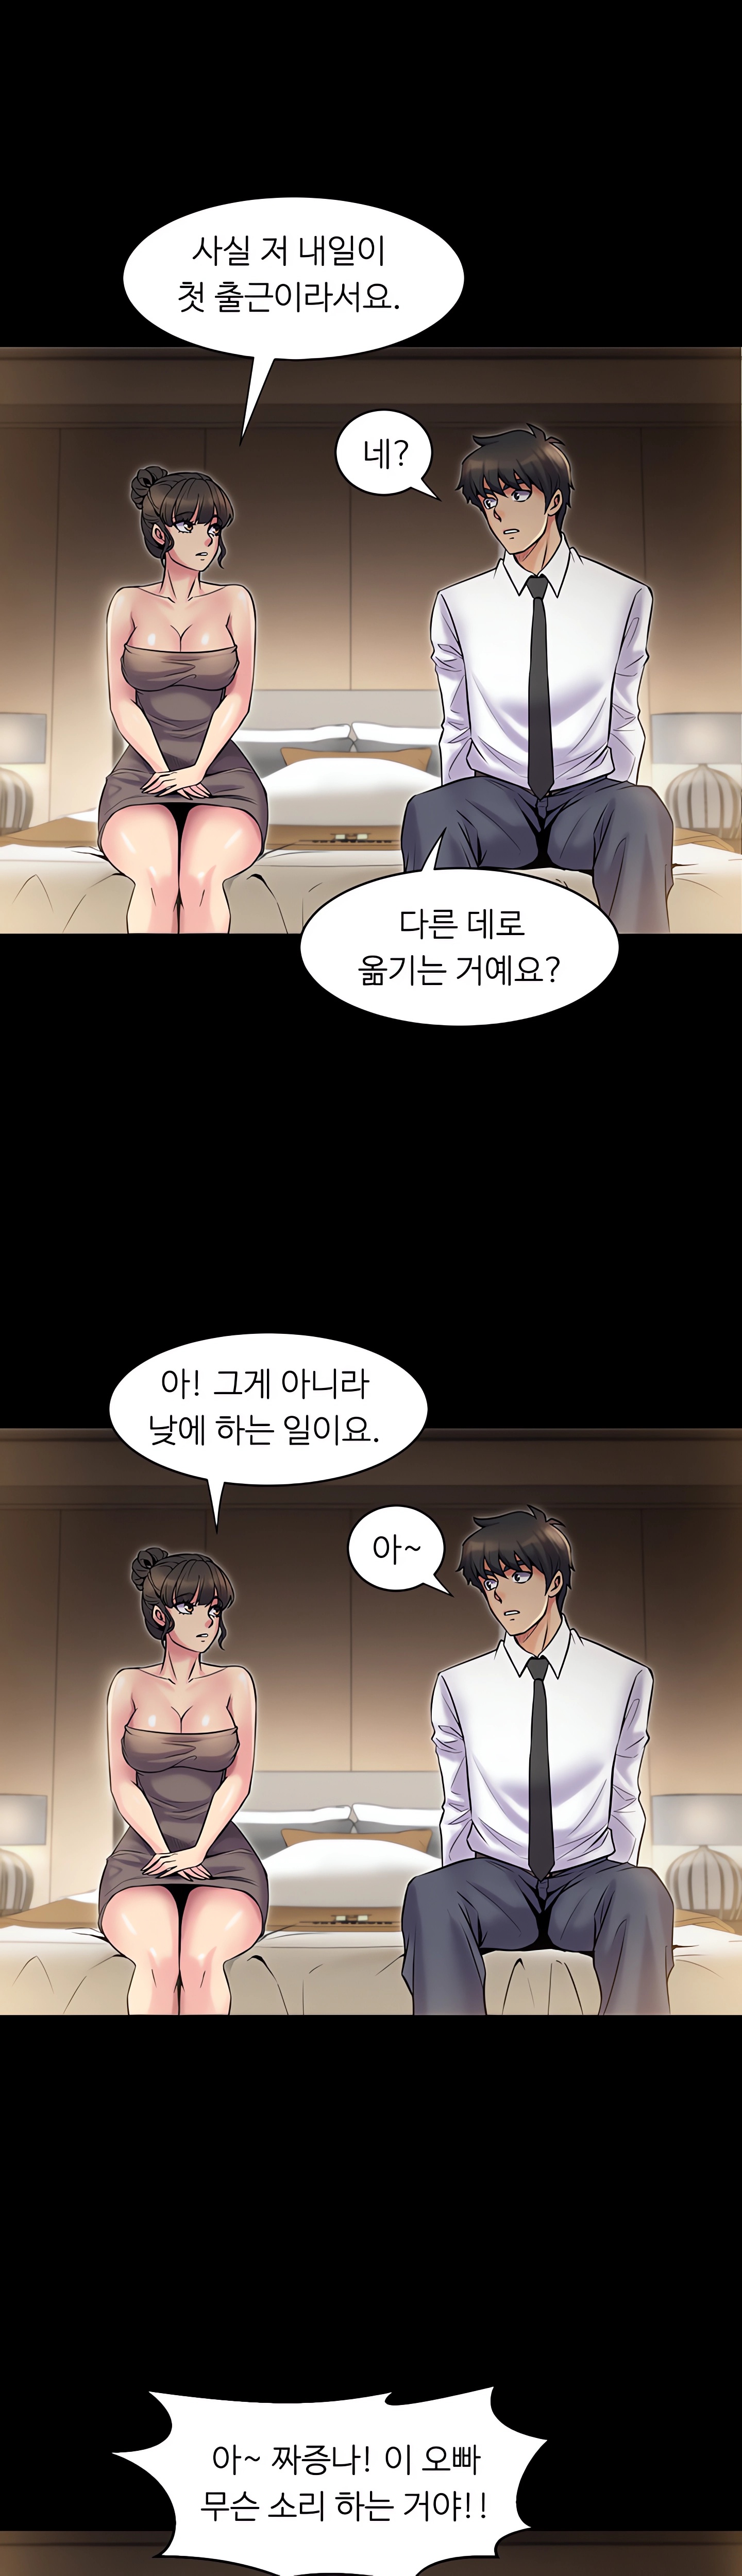 사실 저 내일이
첫 출근이라서요.
네?
다른 데로
옮기는 거예요?
아! 그게 아니라
낮에 하는 일이요.
아~
아~ 짜증나! 이 오빠
무슨 소리 하는 거야!!